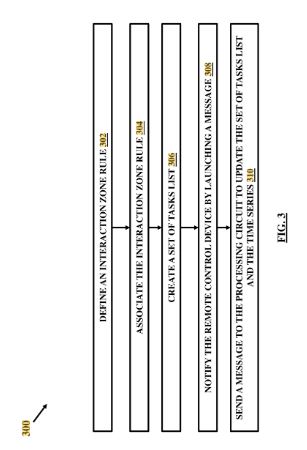 300
DEFINE AN INTERACTION ZONE RULE 302
ASSOCIATE THE INTERACTION ZONE RULE 304
CREATE A SET OF TASKS LIST 306
NOTIFY THE REMOTE CONTROL DEVICE BY LAUNCHING A MESSAGE 308
SEND A MESSAGE TO THE PROCESSING CIRCUIT TO UPDATE THE SET OF TASKS LIST
AND THE TIME SERIES 310
FIG. 3